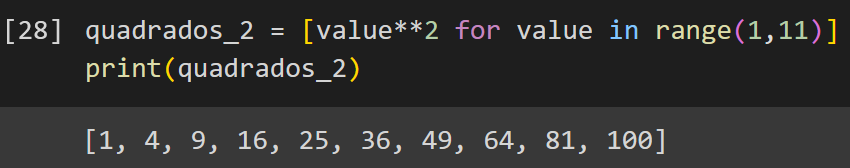 [28] quadrados_2 = [value**2 for value in range(1,11)]
print(quadrados_2)
[1, 4, 9, 16, 25, 36, 49, 64, 81, 100]